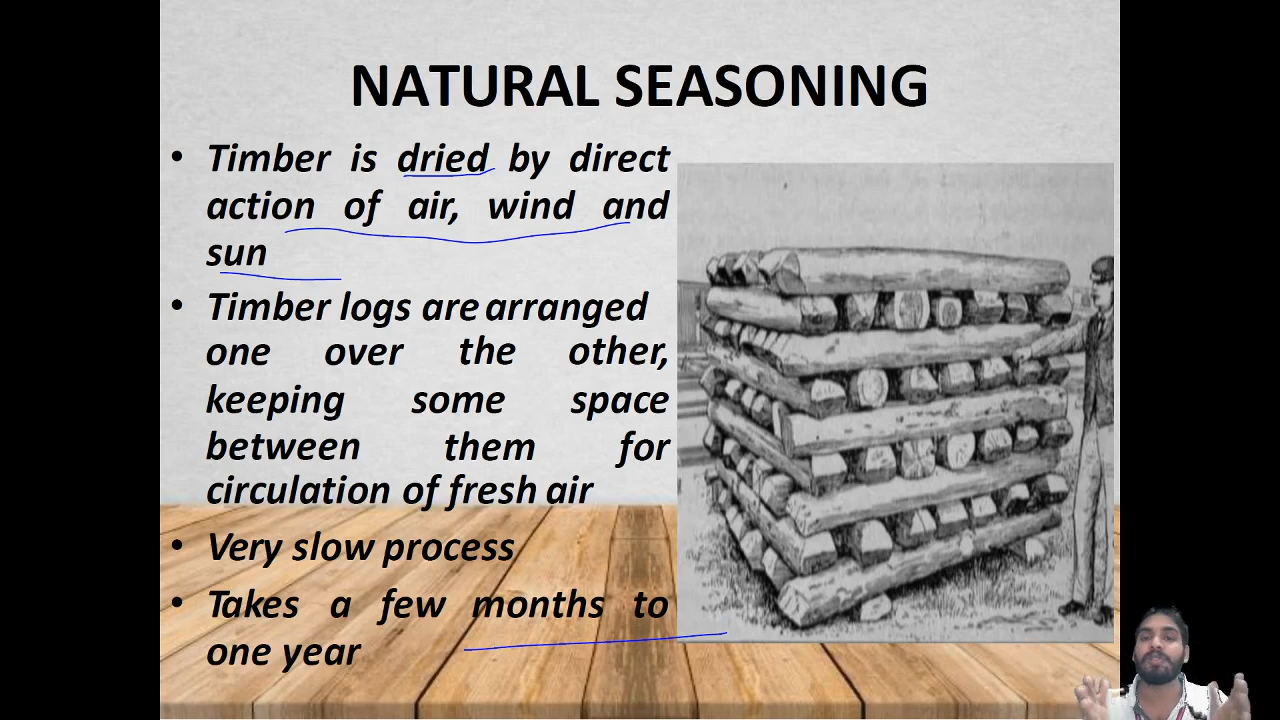 NATURAL SEASONING
• Timber is dried by direct
action of air, wind and
sun
• Timber logs are arranged
one over the other,
keeping some space
between them for
circulation of fresh air
• Very slow process
• Takes a few months to
one year